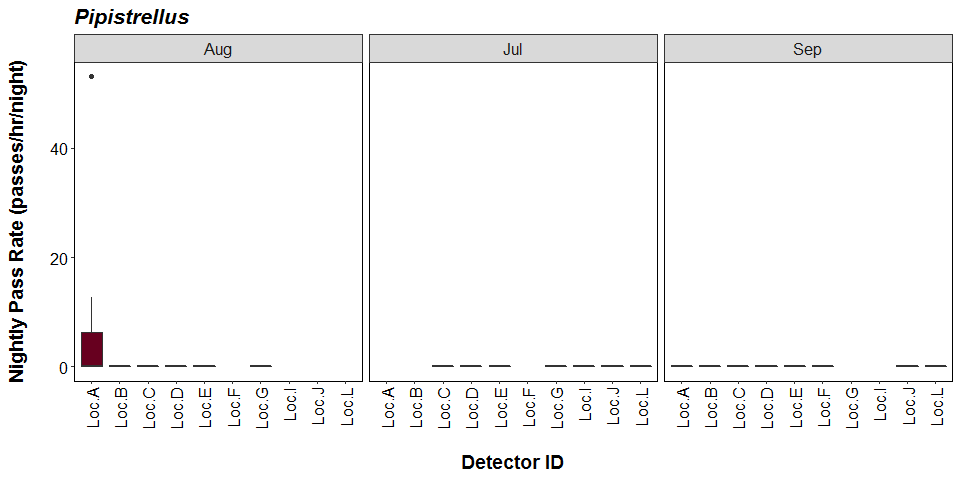 Pipistrellus
Aug Jul Sep
Nightly Pass Rate (passes/hr/night)
40
20
0
Loc.A Loc.B Loc.C Loc.D Loc.E Loc.F Loc.G Loc.I Loc.J Loc.L Loc.A Loc.B Loc.C Loc.D Loc.E Loc.F Loc.G Loc.I Loc.J Loc.L Loc.A Loc.B Loc.C Loc.D Loc.E Loc.F Loc.G Loc.I Loc.J Loc.L
Detector ID